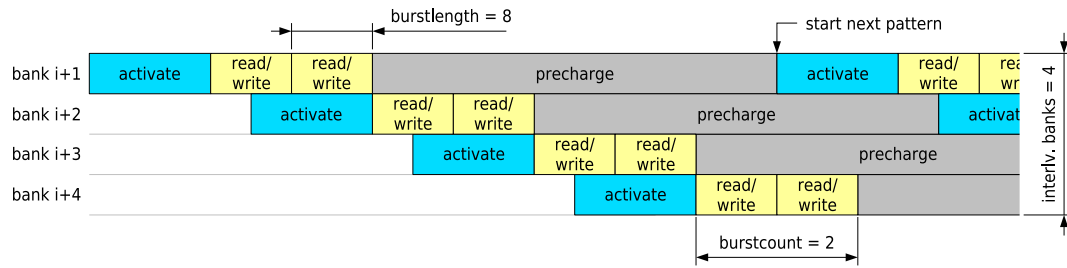 burstlength = 8
start next pattern
bank i+1
activate
read/
write
read/
write
precharge
activate
read/
write
bank i+2
activate
read/
write
read/
write
precharge
bank i+3
activate
read/
write
read/
write
precharge
bank i+4
activate
read/
write
read/
write
interlv. banks = 4
burstcount = 2